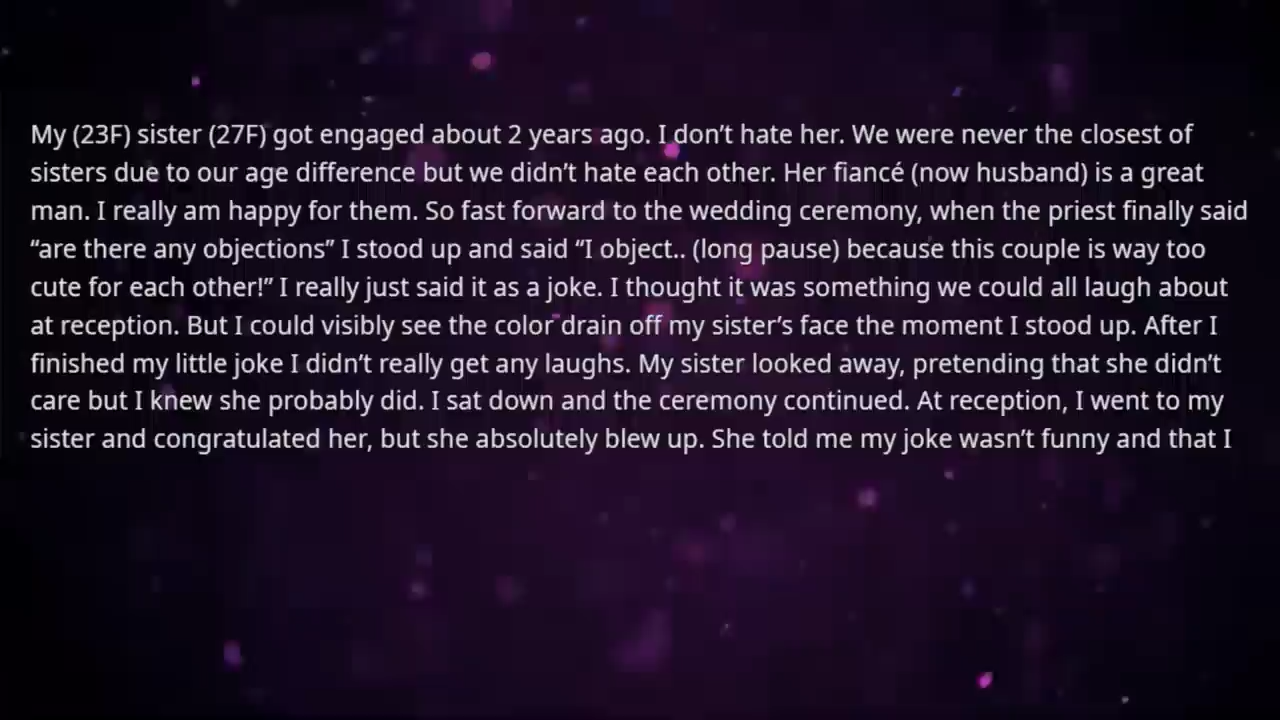 My (23F) sister (27F) got engaged about 2 years ago. I don’t hate her. We were never the closest of
sisters due to our age difference but we didn’t hate each other. Her fiancé (now husband) is a great
man. I really am happy for them. So fast forward to the wedding ceremony, when the priest finally said
“are there any objections” I stood up and said “I object.. (long pause) because this couple is way too
cute for each other!” I really just said it as a joke. I thought it was something we could all laugh about
at reception. But I could visibly see the color drain off my sister’s face the moment I stood up. After I
finished my little joke I didn’t really get any laughs. My sister looked away, pretending that she didn’t
care but I knew she probably did. I sat down and the ceremony continued. At reception, I went to my
sister and congratulated her, but she absolutely blew up. She told me my joke wasn’t funny and that I